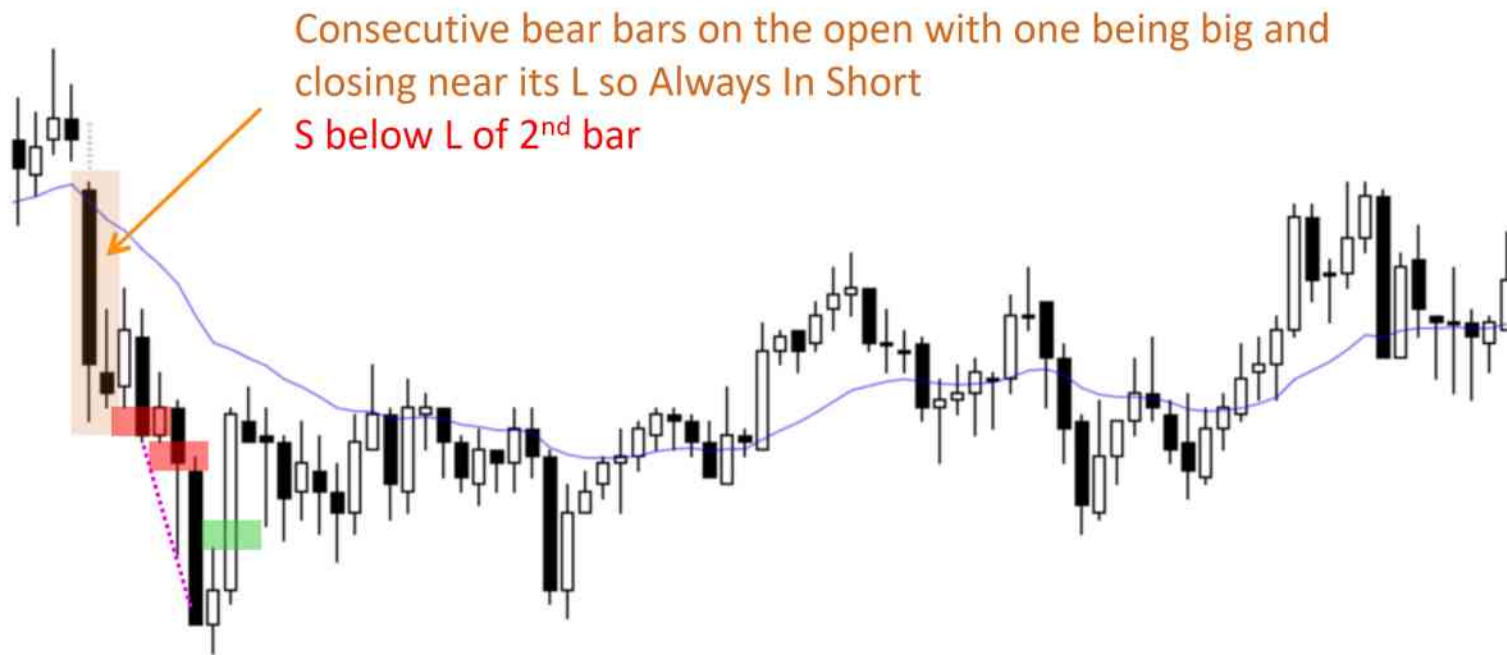 Consecutive bear bars on the open with one being big and
closing near its L so Always In Short
S below L of 2nd bar